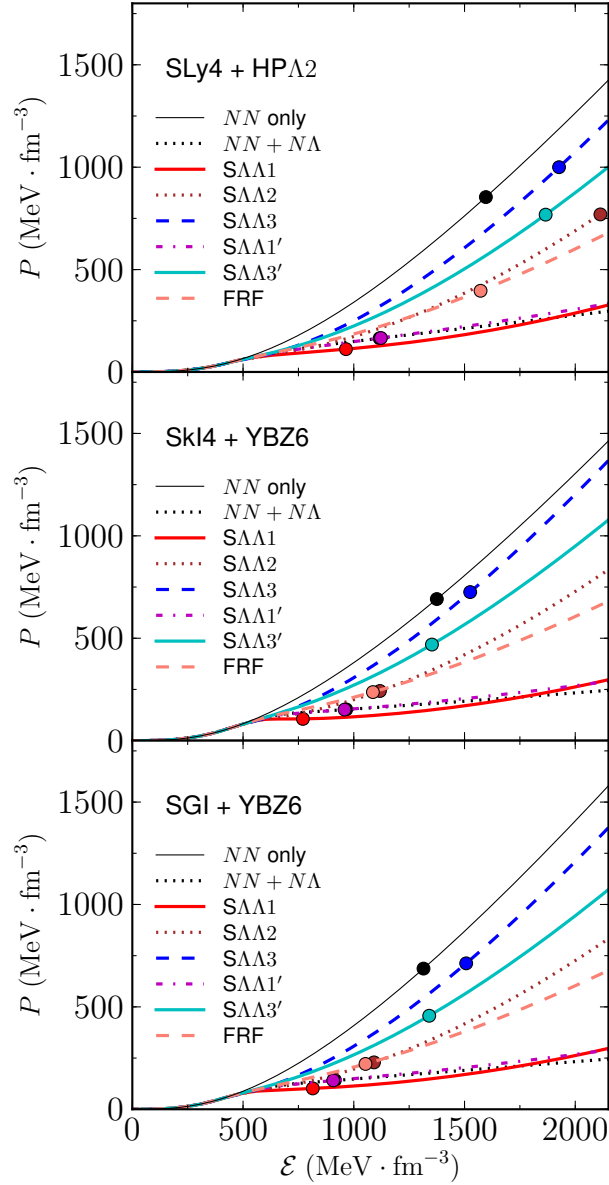 1500
SLy4 + HPΛ2
NN only
NN + NΛ
1000
SΛΛ1
SΛΛ2
SΛΛ3
500
SΛΛ1′
SΛΛ3′
FRF
0
P (MeV · fm−3)
1500
SkI4 + YBZ6
NN only
NN + NΛ
1000
SΛΛ1
SΛΛ2
SΛΛ3
500
SΛΛ1′
SΛΛ3′
FRF
0
P (MeV · fm−3)
1500
SGI + YBZ6
NN only
NN + NΛ
1000
SΛΛ1
SΛΛ2
SΛΛ3
500
SΛΛ1′
SΛΛ3′
FRF
0
P (MeV · fm−3)
0 500 1000 1500 2000
ℰ (MeV · fm−3)